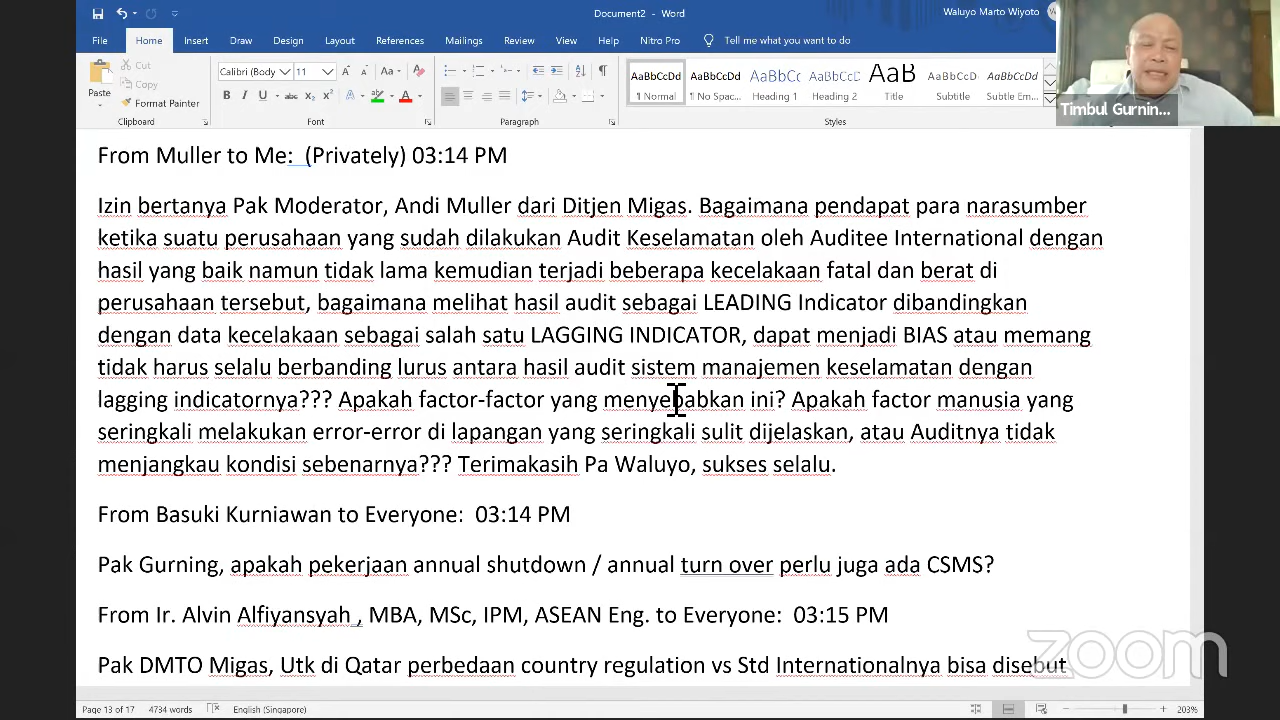 Document2 - Word
Waluyo Marto Wiyoto
File Home Insert Draw Design Layout References Mailings Review View Help Nitro Pro Tell me what you want to do
Paste
Cut
Copy
Format Painter
Calibri (Body 11
AaBbCcDd AaBbCcDd AaBbCc AaBbCcC AaB AaBbCcD AaBbCcDd
¶ Normal ¶ No Spac... Heading 1 Heading 2 Title Subtitle Subtle Em...
Clipboard Font Paragraph Styles
Timbul Gurnin...
From Muller to Me: (Privately) 03:14 PM
Izin bertanya Pak Moderator, Andi Muller dari Ditjen Migas. Bagaimana pendapat para narasumber
ketika suatu perusahaan yang sudah dilakukan Audit Keselamatan oleh Auditee International dengan
hasil yang baik namun tidak lama kemudian terjadi beberapa kecelakaan fatal dan berat di
perusahaan tersebut, bagaimana melihat hasil audit sebagai LEADING Indicator dibandingkan
dengan data kecelakaan sebagai salah satu LAGGING INDICATOR, dapat menjadi BIAS atau memang
tidak harus selalu berbanding lurus antara hasil audit sistem manajemen keselamatan dengan
lagging indicatornya??? Apakah factor-factor yang menyebabkan ini? Apakah factor manusia yang
seringkali melakukan error-error di lapangan yang seringkali sulit dijelaskan, atau Auditnya tidak
menjangkau kondisi sebenarnya??? Terimakasih Pa Waluyo, sukses selalu.
From Basuki Kurniawan to Everyone: 03:14 PM
Pak Gurning, apakah pekerjaan annual shutdown / annual turn over perlu juga ada CSMS?
From Ir. Alvin Alfiyansyah , MBA, MSc, IPM, ASEAN Eng. to Everyone: 03:15 PM
Pak DMTO Migas, Utk di Qatar perbedaan country regulation vs Std Internationalnya bisa disebut
zoom
Page 13 of 17 4734 words English (Singapore) 203%